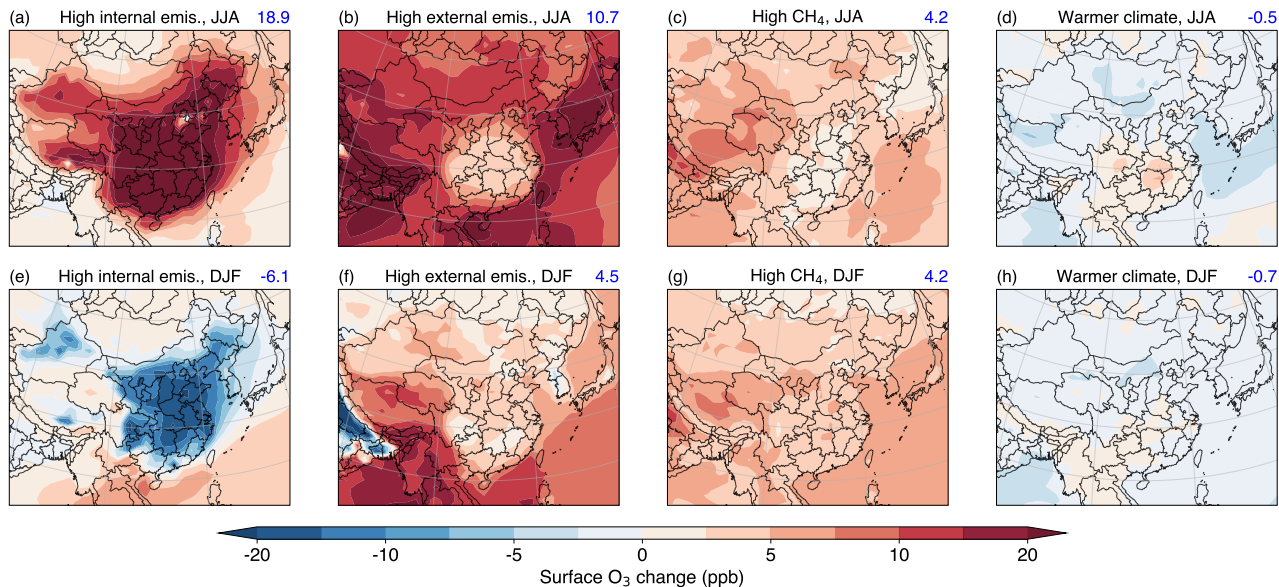 (a) High internal emis., JJA 18.9
(b) High external emis., JJA 10.7
(c) High CH₄, JJA 4.2
(d) Warmer climate, JJA -0.5
(e) High internal emis., DJF -6.1
(f) High external emis., DJF 4.5
(g) High CH₄, DJF 4.2
(h) Warmer climate, DJF -0.7
-20 -10 -5 0 5 10 20
Surface O₃ change (ppb)